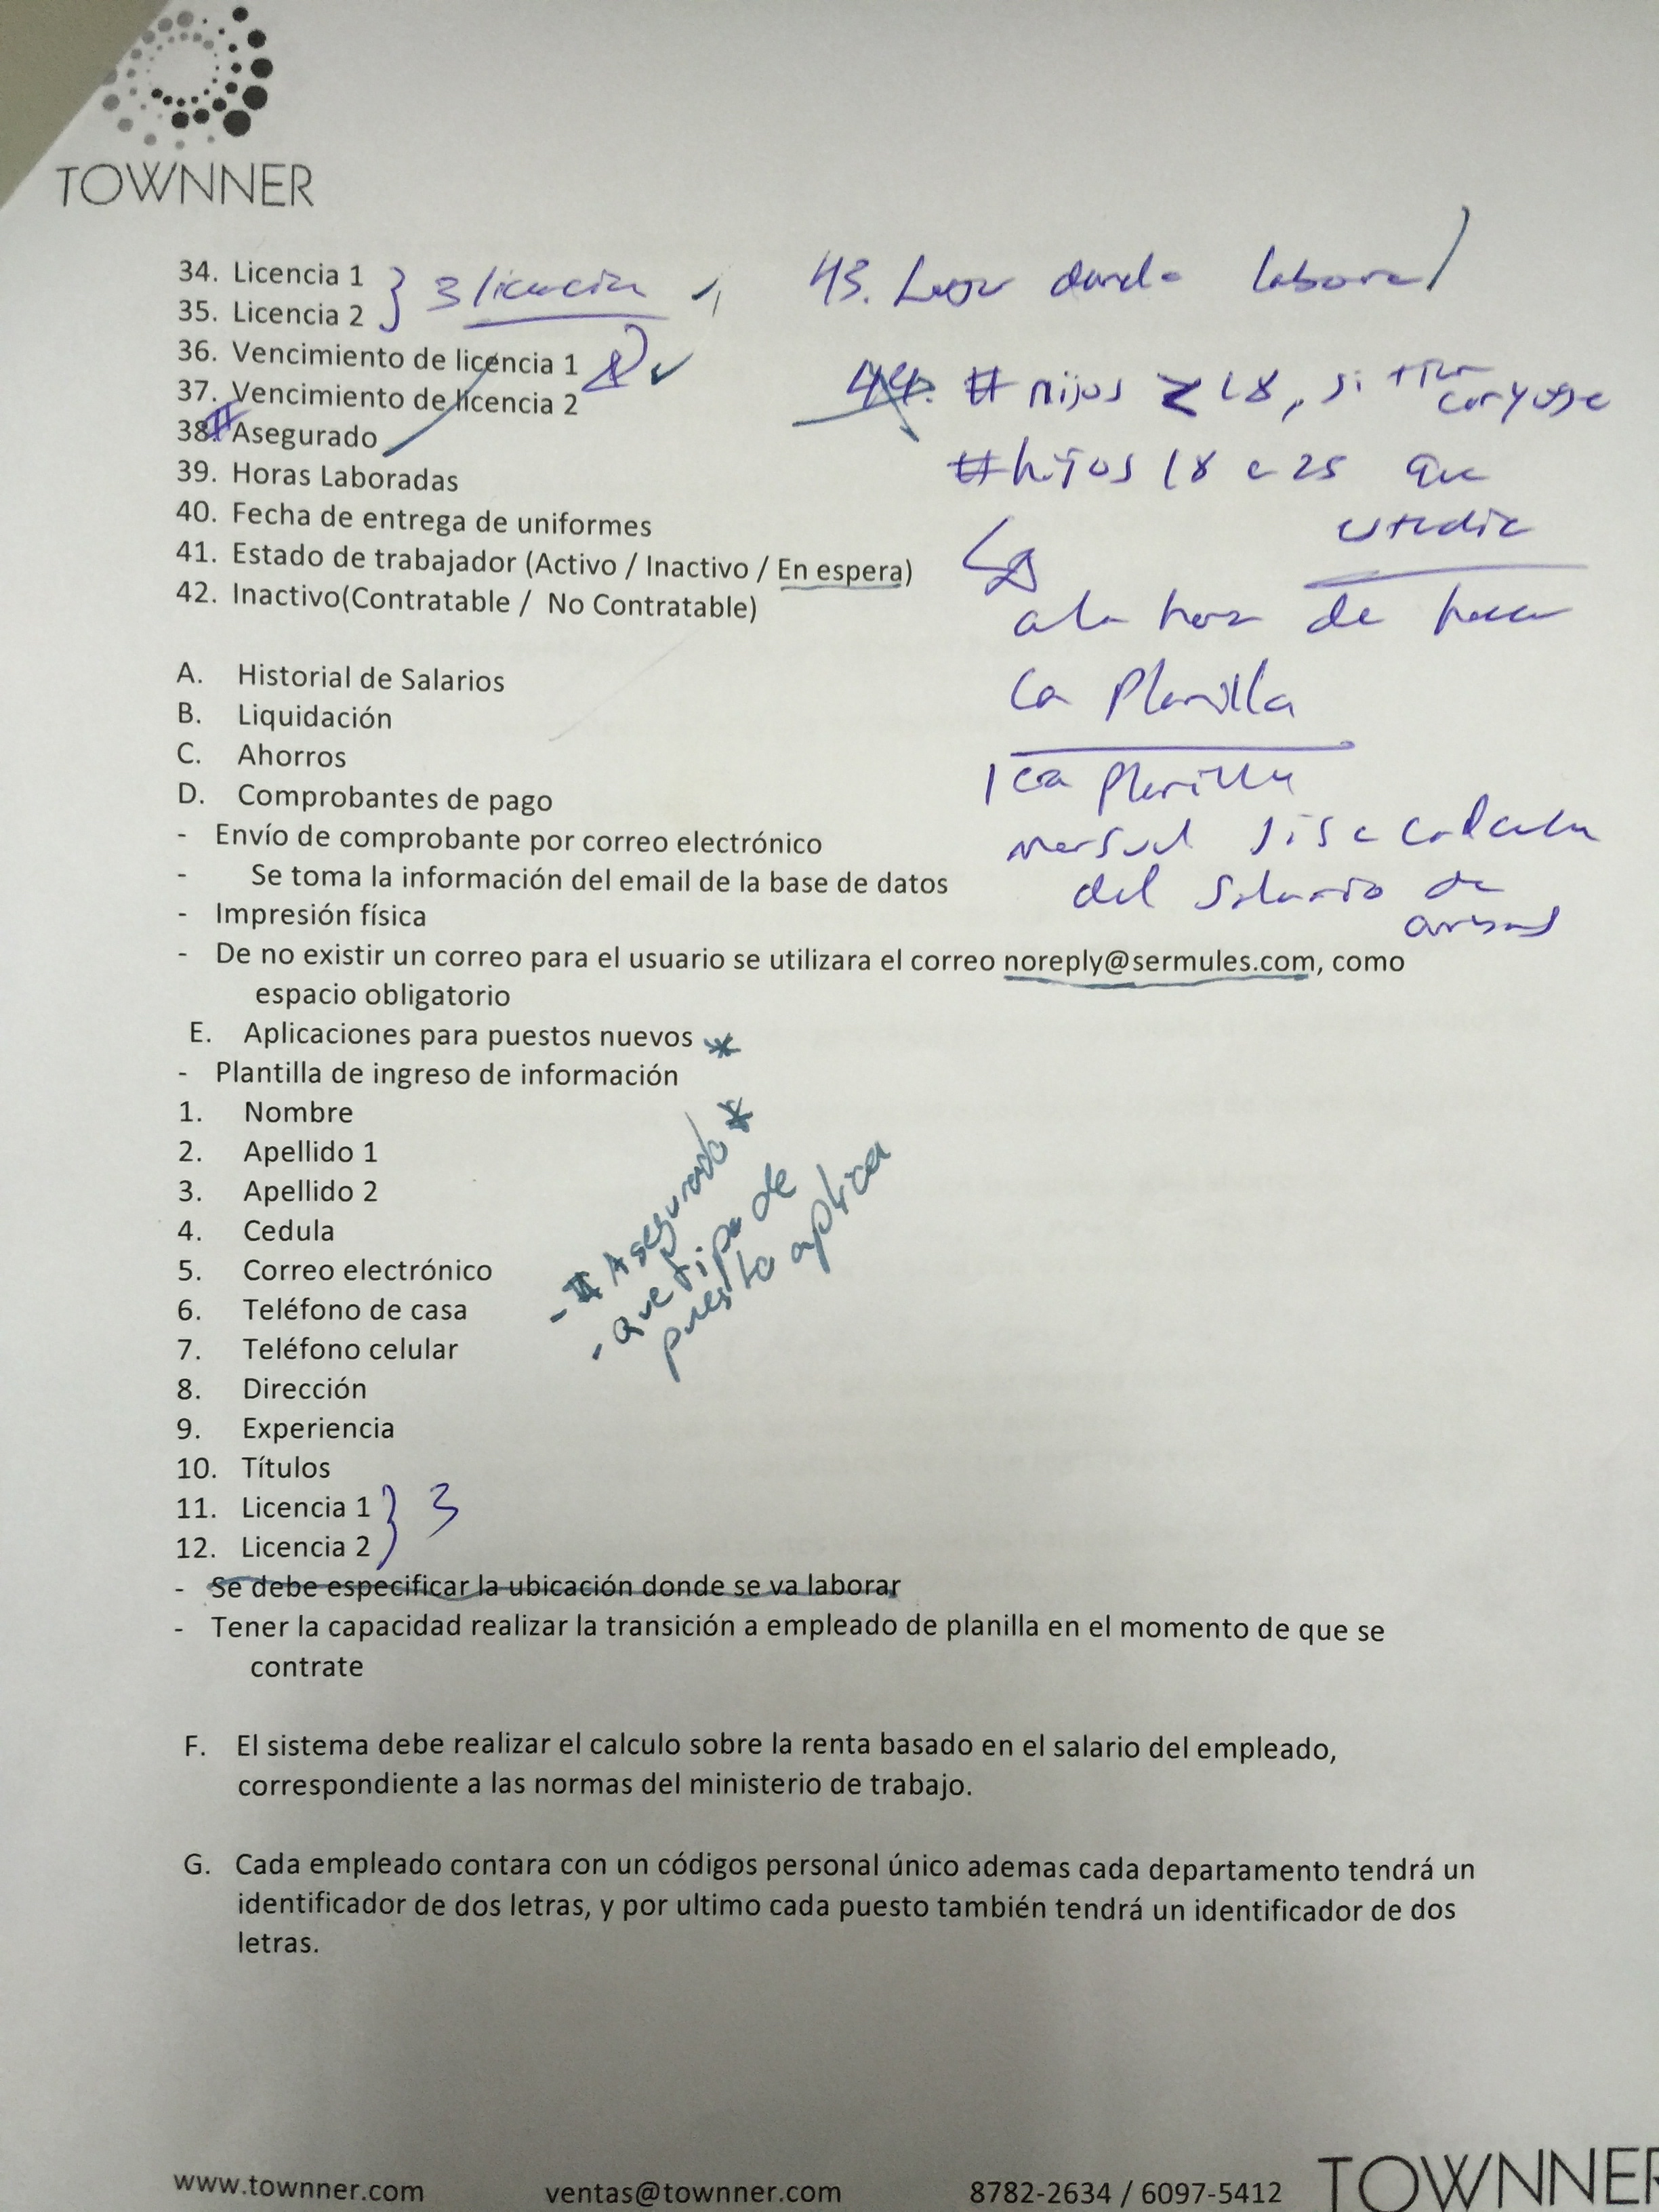 TOWNNER
34. Licencia 1
35. Licencia 2
3 licencia
36. Vencimiento de licencia 1
37. Vencimiento de licencia 2
38. # Asegurado
39. Horas Laboradas
40. Fecha de entrega de uniformes
41. Estado de trabajador (Activo / Inactivo / En espera)
42. Inactivo(Contratable / No Contratable)
43. Lugar donde labora
44. # hijos 18, si tiene
conyuge
# hijos 18 a 25 que
estudie
a la hora de hacer
la Planilla
1 ca Planilla
mensual si se calcula
del salario de
A. Historial de Salarios
B. Liquidación
C. Ahorros
D. Comprobantes de pago
- Envío de comprobante por correo electrónico
- Se toma la información del email de la base de datos
- Impresión física
- De no existir un correo para el usuario se utilizara el correo noreply@sermules.com, como
espacio obligatorio
E. Aplicaciones para puestos nuevos *
- Plantilla de ingreso de información
1. Nombre
2. Apellido 1
3. Apellido 2
4. Cedula
5. Correo electrónico
6. Teléfono de casa
7. Teléfono celular
8. Dirección
9. Experiencia
10. Títulos
11. Licencia 1
12. Licencia 2
3
- # Asegurado *
- que tipo de
puesto aplica
- Se debe especificar la ubicación donde se va laborar
- Tener la capacidad realizar la transición a empleado de planilla en el momento de que se
contrate
F. El sistema debe realizar el calculo sobre la renta basado en el salario del empleado,
correspondiente a las normas del ministerio de trabajo.
G. Cada empleado contara con un códigos personal único ademas cada departamento tendrá un
identificador de dos letras, y por ultimo cada puesto también tendrá un identificador de dos
letras.
www.townner.com ventas@townner.com 8782-2634 / 6097-5412 TOWNNER